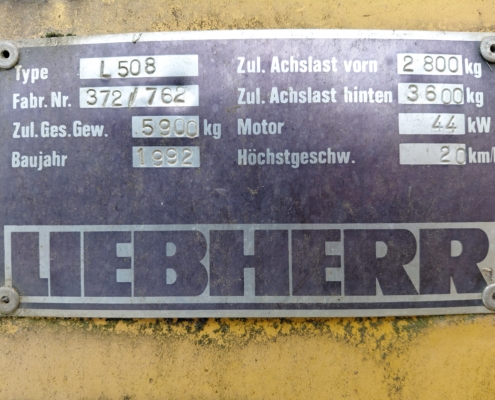 Type L 508 Zul. Achslast vorn 2 800 kg
Fabr. Nr. 372 / 762 Zul. Achslast hinten 3600 kg
Zul. Ges. Gew. 5900 kg Motor 44 kW
Baujahr 1992 Höchstgeschw. 20 km/
LIEBHERR